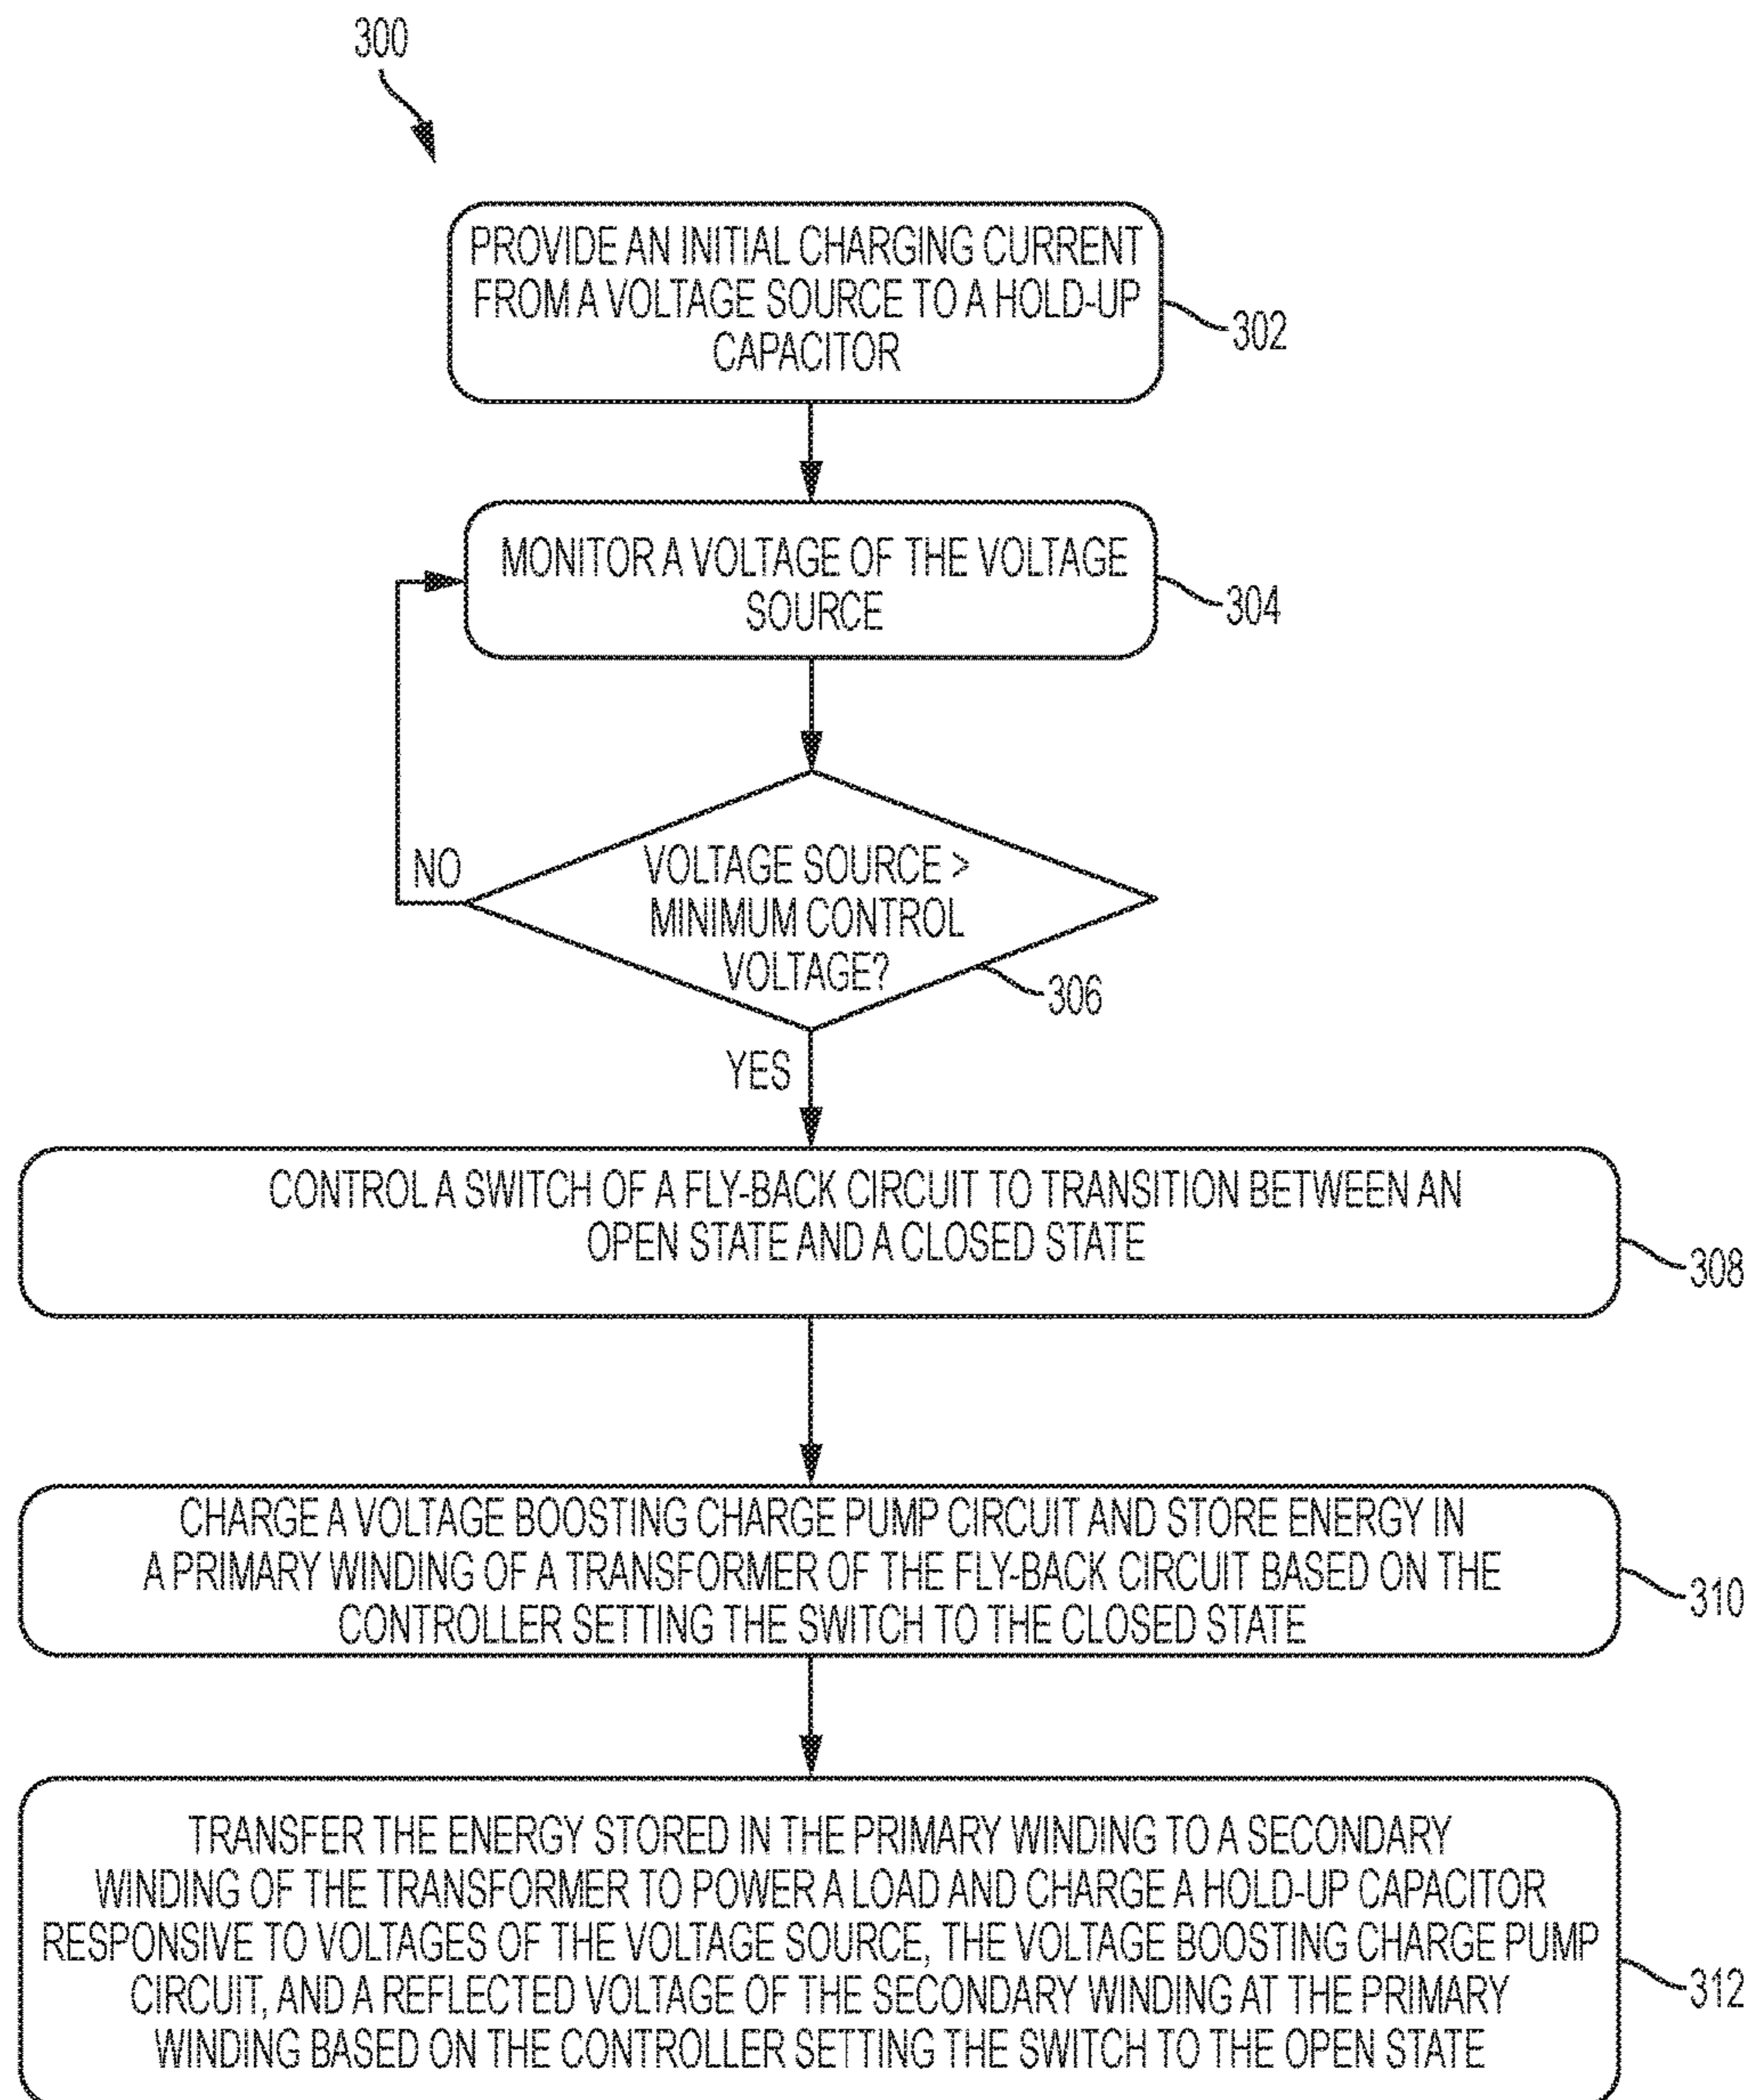 300
PROVIDE AN INITIAL CHARGING CURRENT
FROM A VOLTAGE SOURCE TO A HOLD-UP
CAPACITOR
302
MONITOR A VOLTAGE OF THE VOLTAGE
SOURCE
304
NO
VOLTAGE SOURCE >
MINIMUM CONTROL
VOLTAGE?
306
YES
CONTROL A SWITCH OF A FLY-BACK CIRCUIT TO TRANSITION BETWEEN AN
OPEN STATE AND A CLOSED STATE
308
CHARGE A VOLTAGE BOOSTING CHARGE PUMP CIRCUIT AND STORE ENERGY IN
A PRIMARY WINDING OF A TRANSFORMER OF THE FLY-BACK CIRCUIT BASED ON THE
CONTROLLER SETTING THE SWITCH TO THE CLOSED STATE
310
TRANSFER THE ENERGY STORED IN THE PRIMARY WINDING TO A SECONDARY
WINDING OF THE TRANSFORMER TO POWER A LOAD AND CHARGE A HOLD-UP CAPACITOR
RESPONSIVE TO VOLTAGES OF THE VOLTAGE SOURCE, THE VOLTAGE BOOSTING CHARGE PUMP
CIRCUIT, AND A REFLECTED VOLTAGE OF THE SECONDARY WINDING AT THE PRIMARY
WINDING BASED ON THE CONTROLLER SETTING THE SWITCH TO THE OPEN STATE
312